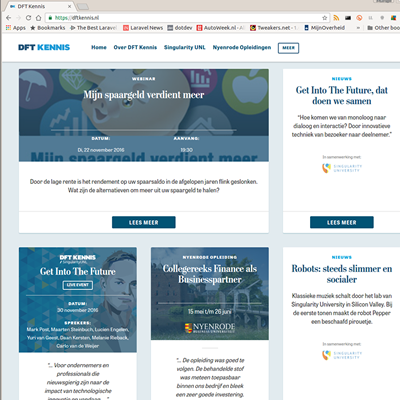 DFT Kennis
https://dftkennis.nl
Apps
Bookmarks
The Best Laravel
Laravel News
dotdev
AutoWeek.nl - A
Tweakers.net - t
MijnOverheid
Other boo
DFT KENNIS
Home
Over DFT Kennis
Singularity UNL
Nyenrode Opleidingen
MEER
WEBINAR
Mijn spaargeld verdient meer
DATUM:
AANVANG:
Di, 22 november 2016
19:30
Door de lage rente is het rendement op uw spaarsaldo in de afgelopen jaren flink geslonken.
Wat zijn de alternatieven om meer uit uw spaargeld te halen?
LEES MEER
NIEUWS
Get Into The Future, dat
doen we samen
"Hoe kunnen we van monoloog naar
dialoog en interactie? Door innovatieve
techniek van bezoeker naar deelnemer."
In samenwerking met:
SINGULARITY
UNIVERSITY
LEES MEER
DFT KENNIS
Get Into The Future
LIVE EVENT
DATUM:
30 november 2016
SPREKERS:
Mark Post, Maarten Steinbuch, Lucien Engelen,
Yuri van Geest, Dean Kersten, Melanie Rieback,
Carlo van de Weijer
"... Voor ondernemers en
professionals die
nieuwsgierig zijn naar de
impact van technologische
NYENRODE OPLEIDING
Collegereeks Finance als
Businesspartner
15 mei t/m 26 juni
NYENRODE
BUSINESS UNIVERSITEIT
"... De opleiding was goed te
volgen. De behandelde stof
was meteen toepasbaar
binnen ons bedrijf en bleek
een zeer goede investering.
NIEUWS
Robots: steeds slimmer en
socialer
Klassieke muziek schalt door het lab van
Singularity University in Silicon Valley. Bij
de eerste tonen maakt de robot Pepper
een beschaafd pirouetje.
In samenwerking met:
SINGULARITY
UNIVERSITY